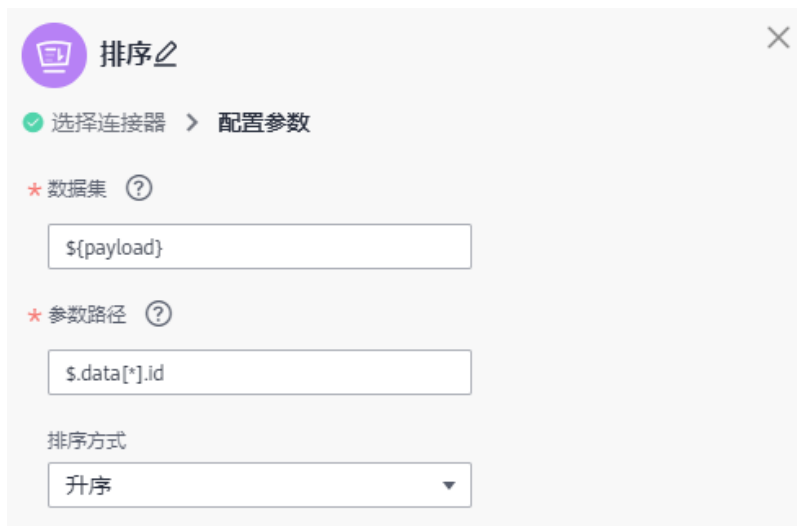 排序
选择连接器 > 配置参数
* 数据集 ?
${payload}
* 参数路径 ?
$.data[*].id
排序方式
升序